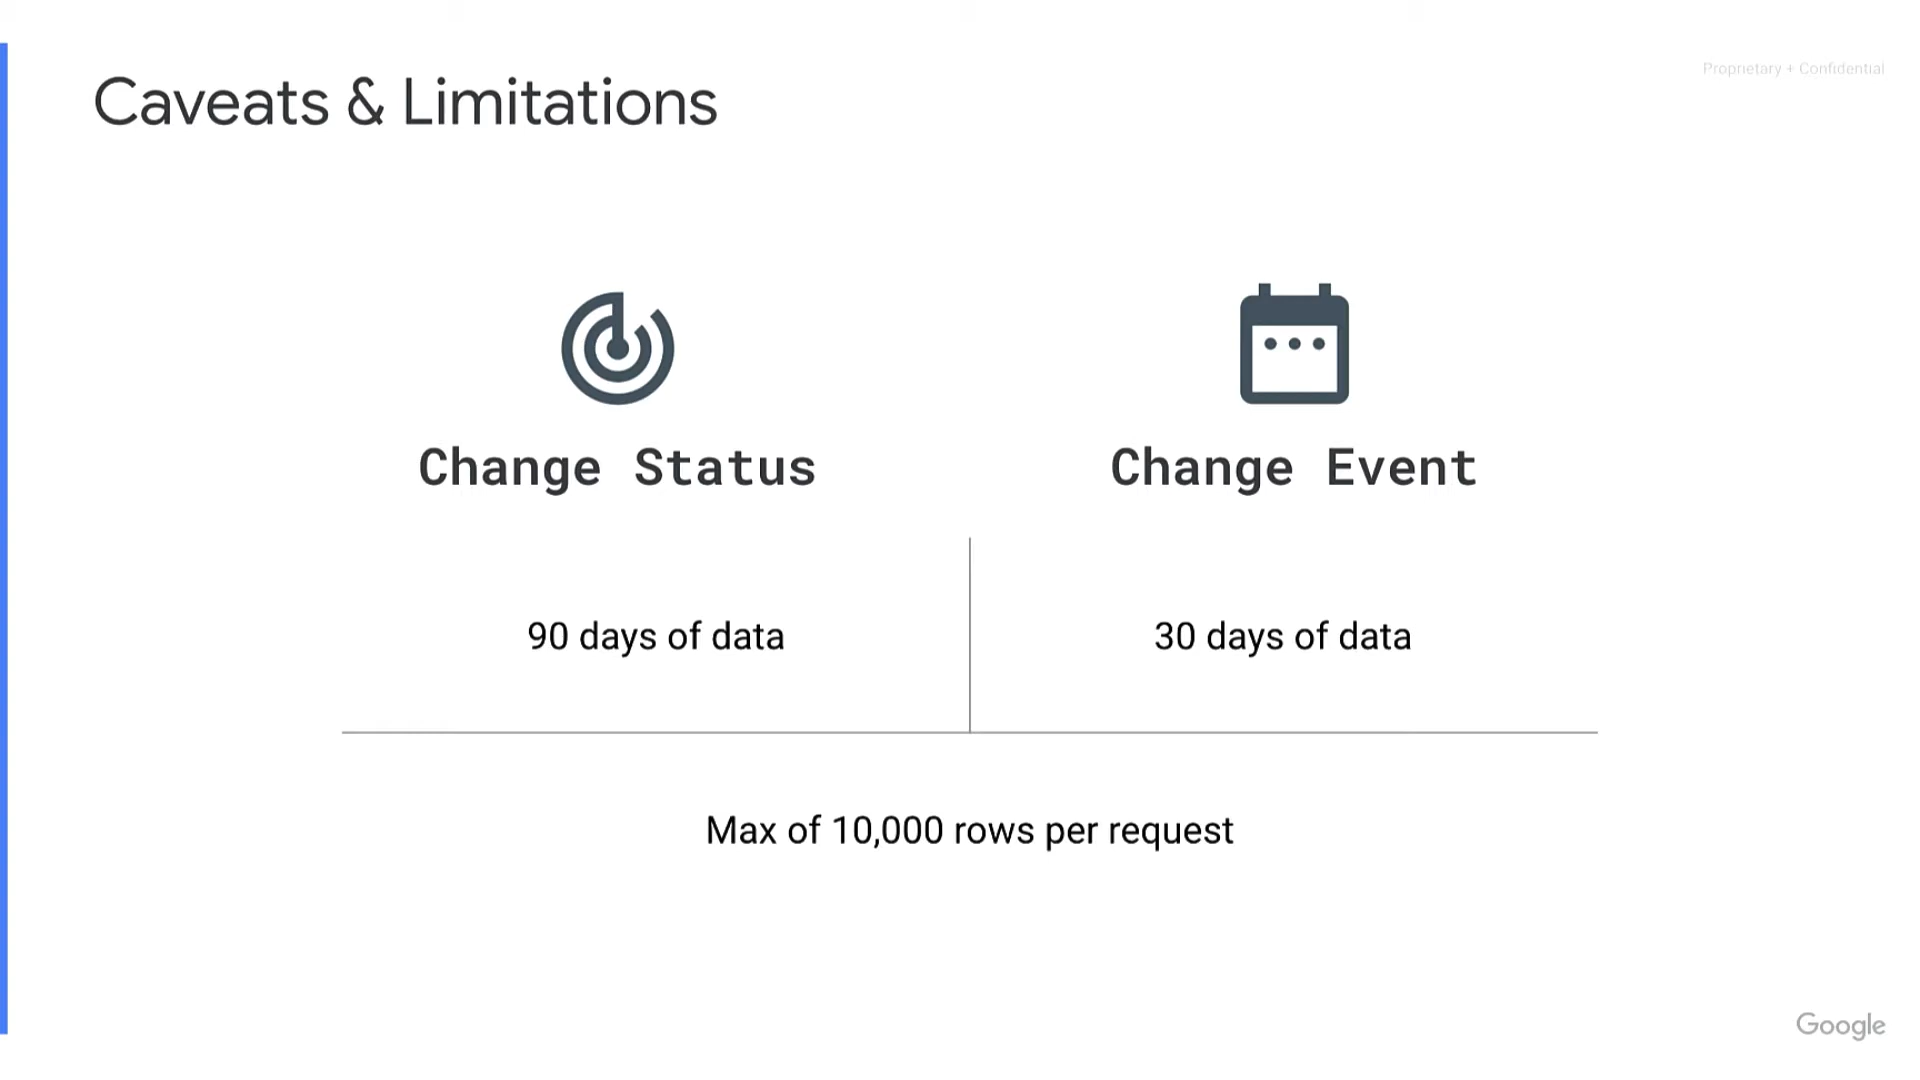 Proprietary + Confidential
Caveats & Limitations
Change Status
Change Event
90 days of data
30 days of data
Max of 10,000 rows per request
Google